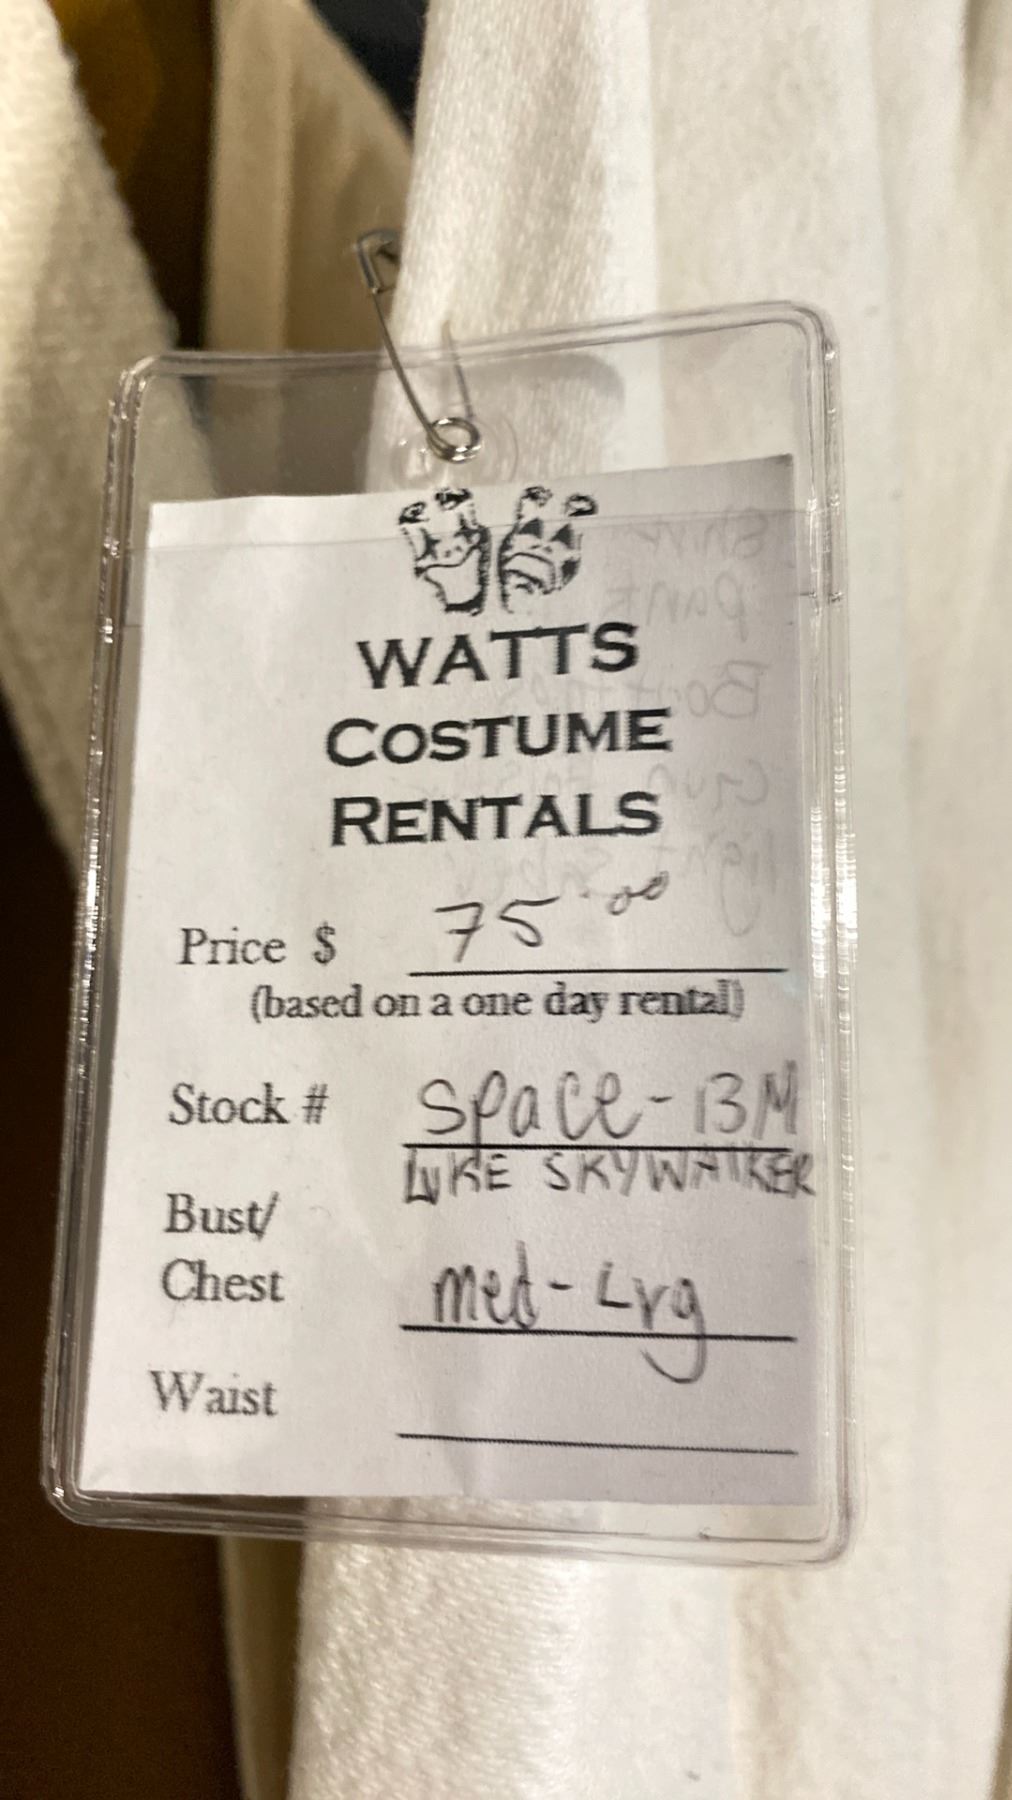 WATTS
COSTUME
RENTALS
Price $ 75.00
(based on a one day rental)
Stock # Space-13M
LUKE SKYWALKER
Bust/
Chest med-Lrg
Waist